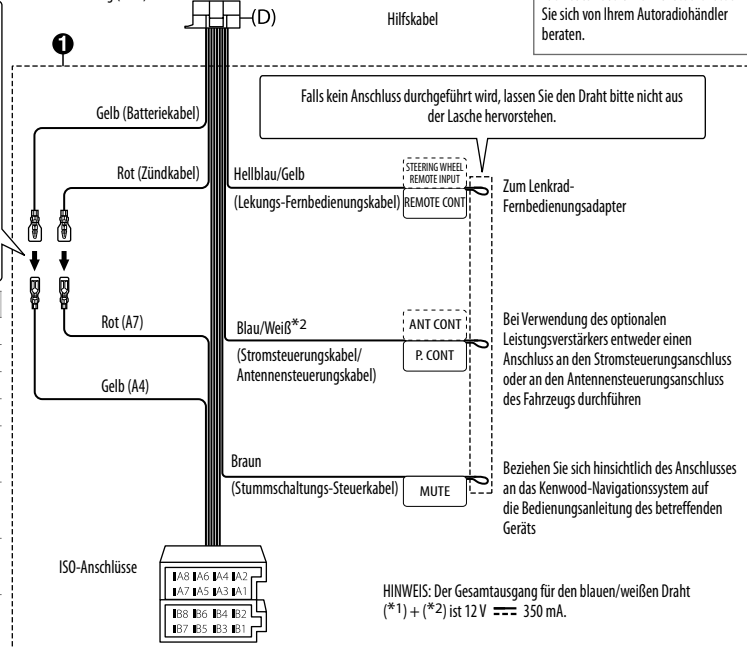 Hilfskabel
Sie sich von Ihrem Autoradiohändler
beraten.
(D)
1
Falls kein Anschluss durchgeführt wird, lassen Sie den Draht bitte nicht aus
der Lasche hervorstehen.
Gelb (Batteriekabel)
Rot (Zündkabel)
Hellblau/Gelb
(Lekungs-Fernbedienungskabel)
STEERING WHEEL
REMOTE INPUT
REMOTE CONT
Zum Lenkrad-
Fernbedienungsadapter
Rot (A7)
Gelb (A4)
Blau/Weiß*2
(Stromsteuerungskabel/
Antennensteuerungskabel)
ANT CONT
P. CONT
Bei Verwendung des optionalen
Leistungsverstärkers entweder einen
Anschluss an den Stromsteuerungsanschluss
oder an den Antennensteuerungsanschluss
des Fahrzeugs durchführen
Braun
(Stummschaltungs-Steuerkabel)
MUTE
Beziehen Sie sich hinsichtlich des Anschlusses
an das Kenwood-Navigationssystem auf
die Bedienungsanleitung des betreffenden
Geräts
ISO-Anschlüsse
A8 A6 A4 A2
A7 A5 A3 A1
B8 B6 B4 B2
B7 B5 B3 B1
HINWEIS: Der Gesamtausgang für den blauen/weißen Draht
(*1) + (*2) ist 12 V ⎓ 350 mA.